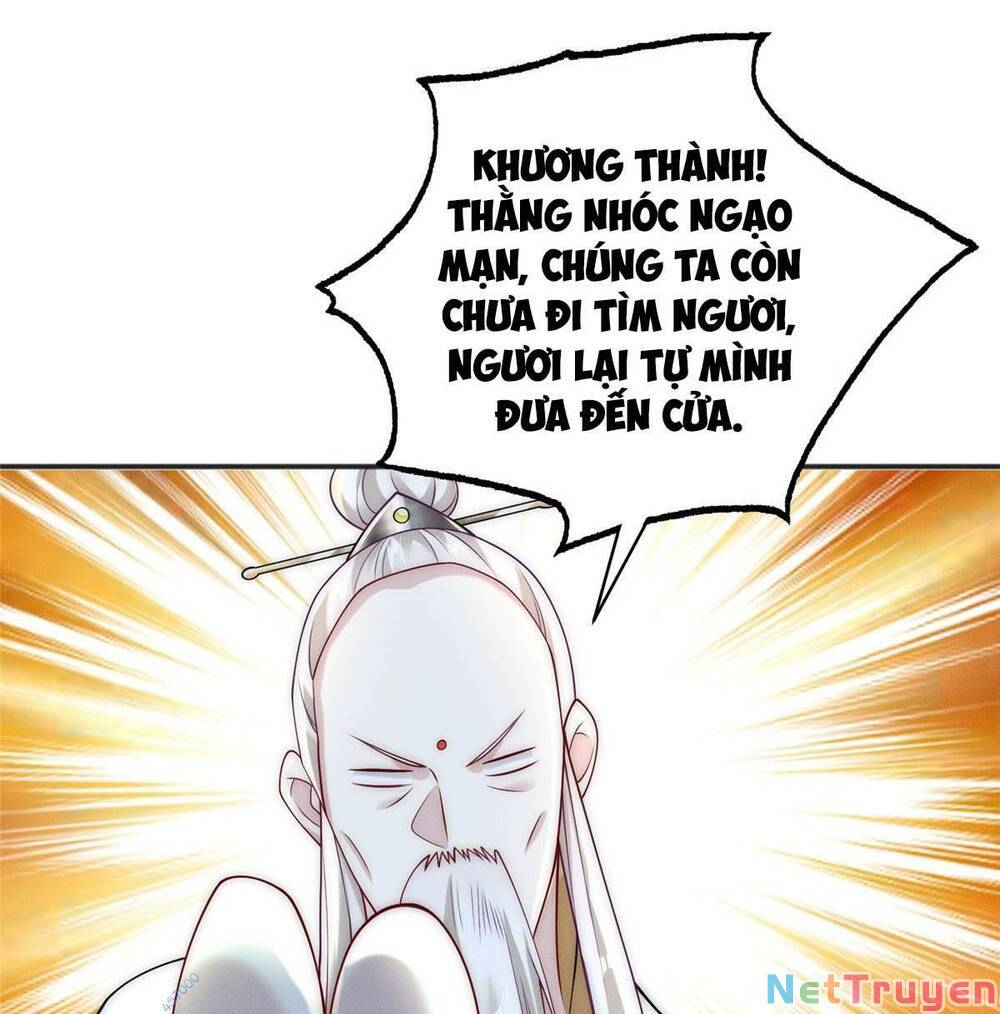 KHƯƠNG THÀNH!
THẰNG NHÓC NGẠO
MẠN, CHÚNG TA CÒN
CHƯA ĐI TÌM NGƯƠI,
NGƯƠI LẠI TỰ MÌNH
ĐƯA ĐẾN CỬA.
NetTruyen